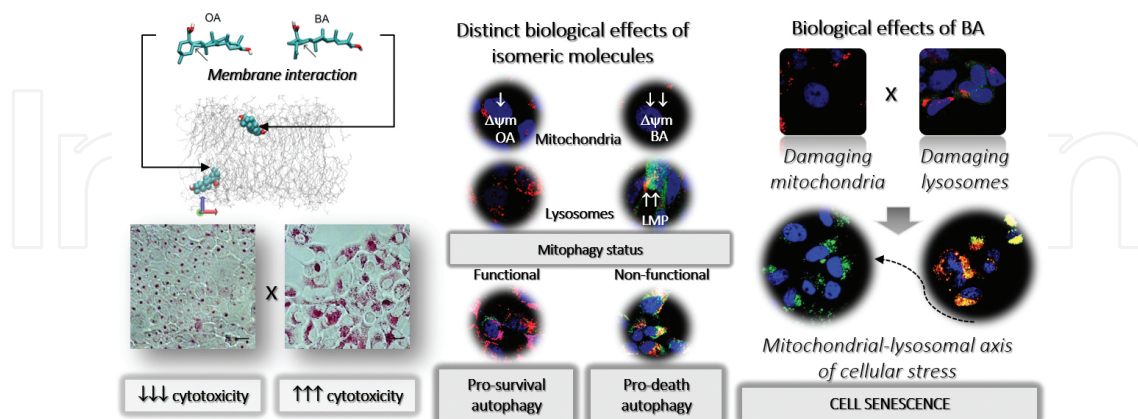 OA
BA
Membrane interaction
X
↓↓↓ cytotoxicity
↑↑↑ cytotoxicity
Distinct biological effects of
isomeric molecules
↓
Δψm
OA
Mitochondria
↓↓
Δψm
BA
Lysosomes
↑↑
LMP
Mitophagy status
Functional
Non-functional
Pro-survival
autophagy
Pro-death
autophagy
Biological effects of BA
X
Damaging
mitochondria
Damaging
lysosomes
Mitochondrial-lysosomal axis
of cellular stress
CELL SENESCENCE